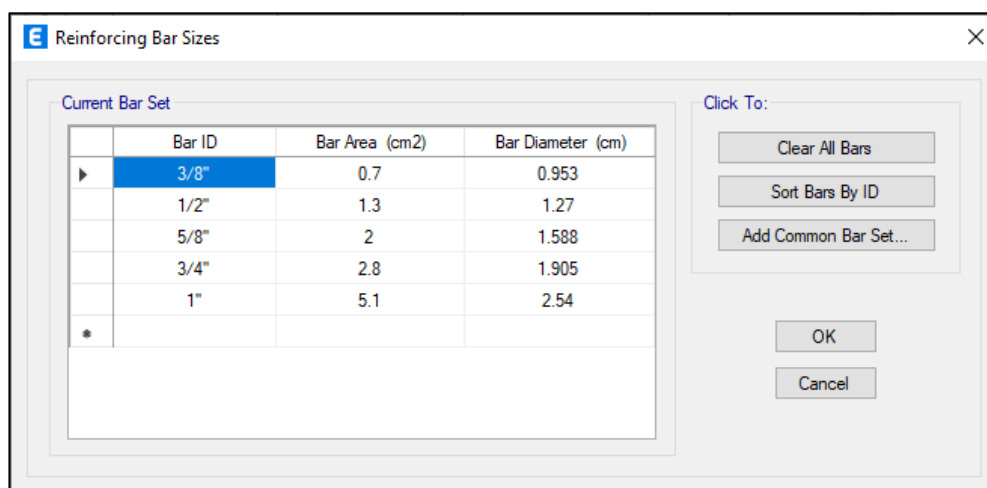 E Reinforcing Bar Sizes
Current Bar Set
Bar ID Bar Area (cm2) Bar Diameter (cm)
3/8" 0.7 0.953
1/2" 1.3 1.27
5/8" 2 1.588
3/4" 2.8 1.905
1" 5.1 2.54
*
Click To:
Clear All Bars
Sort Bars By ID
Add Common Bar Set...
OK
Cancel